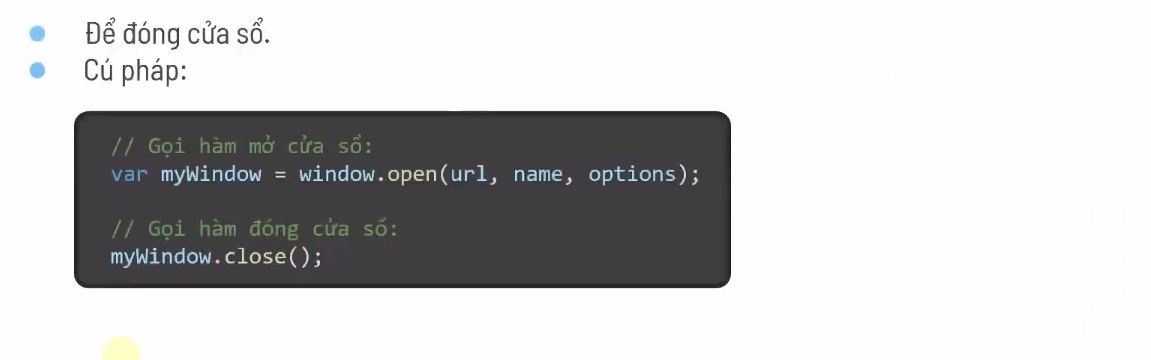 Để đóng cửa sổ.
Cú pháp:
// Gọi hàm mở cửa sổ:
var myWindow = window.open(url, name, options);
// Gọi hàm đóng cửa sổ:
myWindow.close();